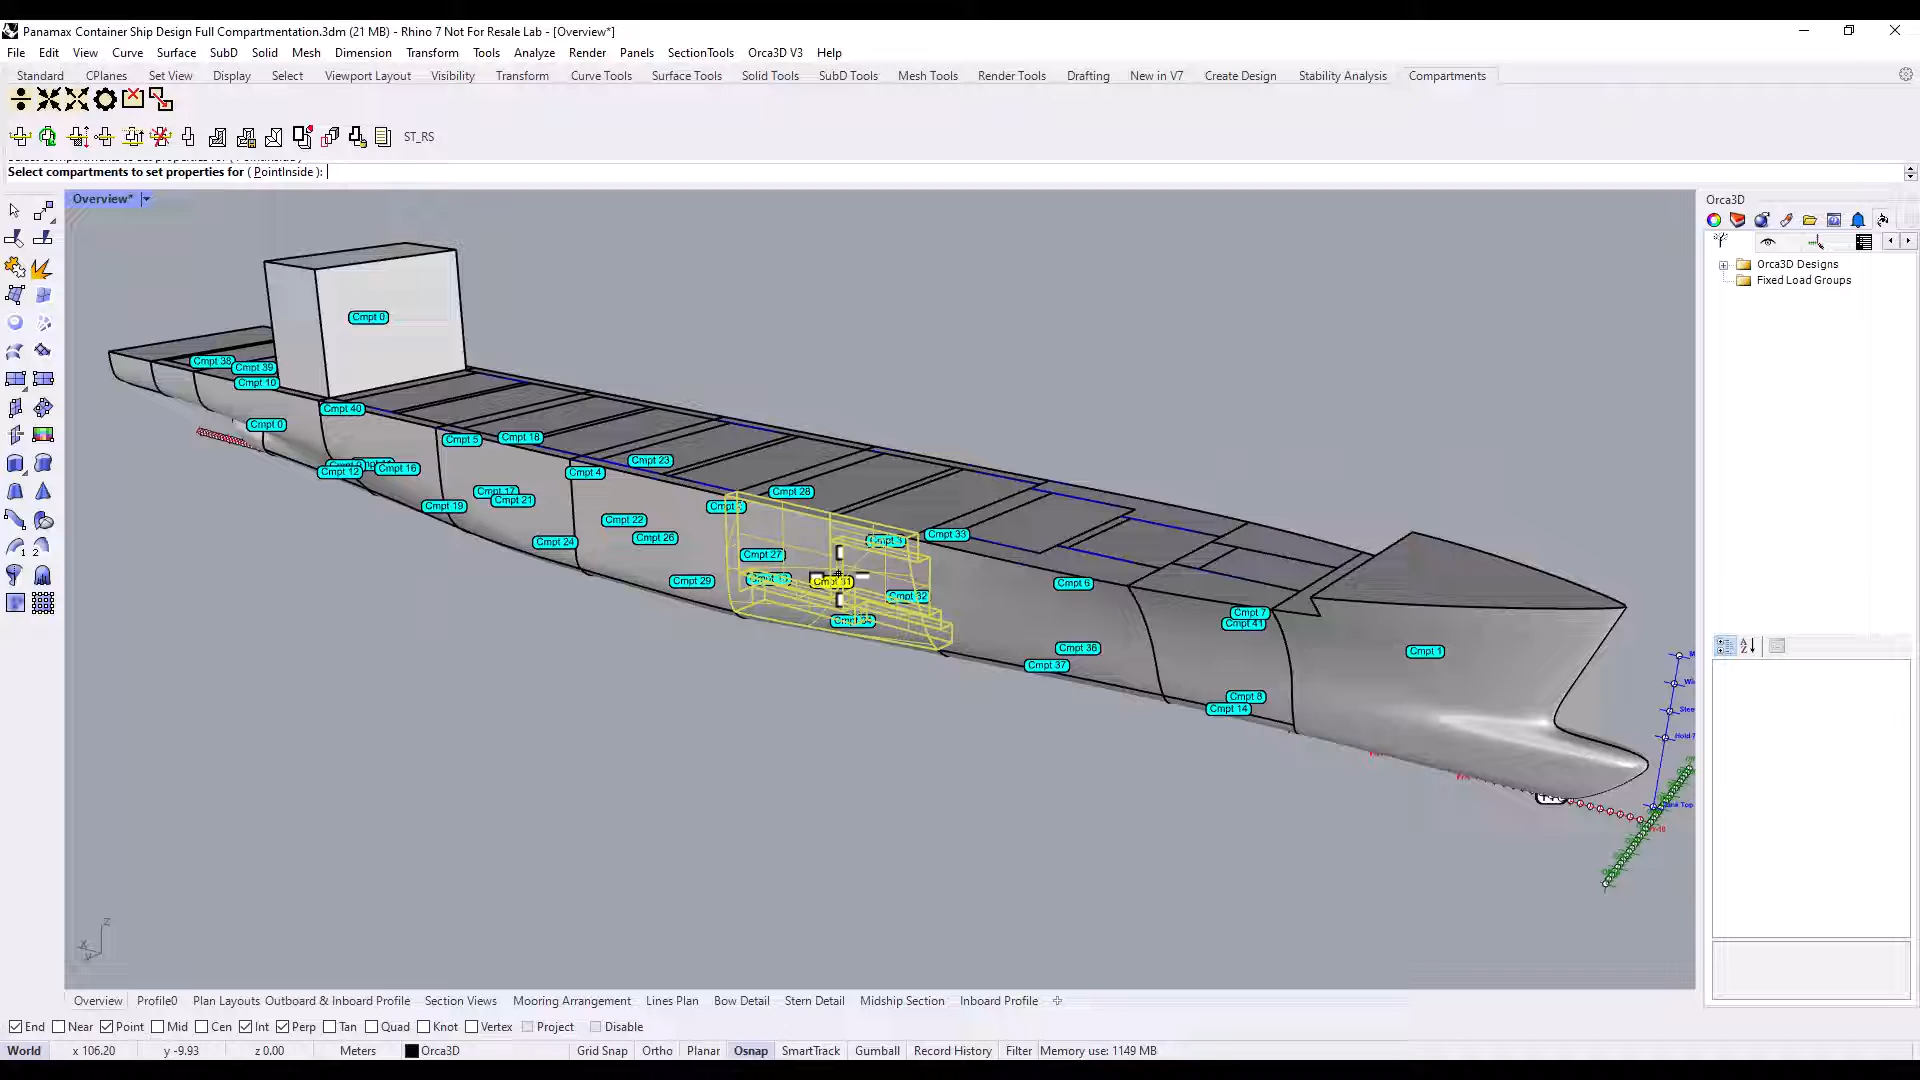 Panamax Container Ship Design Full Compartmentation.3dm (21 MB) - Rhino 7 Not For Resale Lab - [Overview*]
File Edit View Curve Surface SubD Solid Mesh Dimension Transform Tools Analyze Render Panels SectionTools Orca3D V3 Help
Standard CPlanes Set View Display Select Viewport Layout Visibility Transform Curve Tools Surface Tools Solid Tools SubD Tools Mesh Tools Render Tools Drafting New in V7 Create Design Stability Analysis Compartments
ST_RS
Select compartments to set properties for ( PointInside ):
Overview*
Orca3D
Orca3D Designs
Fixed Load Groups
Cmpt 0
Cmpt 38
Cmpt 39
Cmpt 10
Cmpt 40
Cmpt 0
Cmpt 5
Cmpt 18
Cmpt 23
Cmpt 12
Cmpt 16
Cmpt 4
Cmpt 17
Cmpt 21
Cmpt 28
Cmpt 19
Cmpt 22
Cmpt 33
Cmpt 24
Cmpt 26
Cmpt 3
Cmpt 27
Cmpt 29
Cmpt 31
Cmpt 6
Cmpt 32
Cmpt 7
Cmpt 41
Cmpt 36
Cmpt 1
Cmpt 37
Cmpt 8
Cmpt 14
Hold 7
z
x
Overview Profile0 Plan Layouts Outboard & Inboard Profile Section Views Mooring Arrangement Lines Plan Bow Detail Stern Detail Midship Section Inboard Profile
End Near Point Mid Cen Int Perp Tan Quad Knot Vertex Project Disable
World x 106.20 y -9.93 z 0.00 Meters Orca3D Grid Snap Ortho Planar Osnap SmartTrack Gumball Record History Filter Memory use: 1149 MB